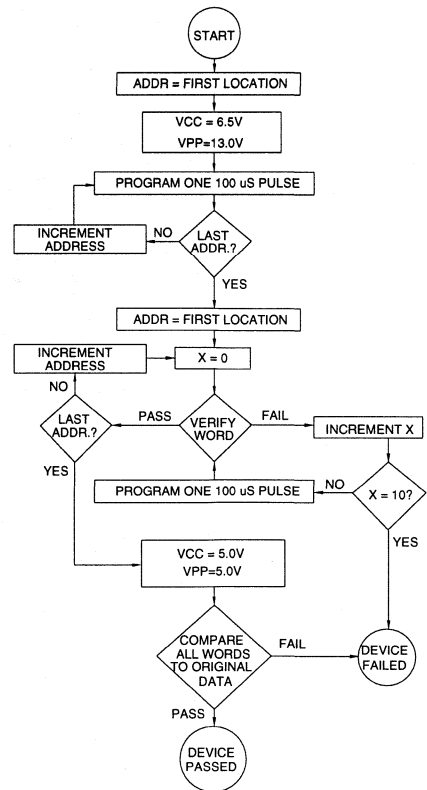 START
ADDR = FIRST LOCATION
VCC = 6.5V
VPP=13.0V
PROGRAM ONE 100 uS PULSE
INCREMENT
ADDRESS
NO
LAST
ADDR.?
YES
ADDR = FIRST LOCATION
INCREMENT
ADDRESS
X = 0
NO
LAST
ADDR.?
PASS
VERIFY
WORD
FAIL
INCREMENT X
YES
PROGRAM ONE 100 uS PULSE
NO
X = 10?
YES
VCC = 5.0V
VPP=5.0V
COMPARE
ALL WORDS
TO ORIGINAL
DATA
FAIL
DEVICE
FAILED
PASS
DEVICE
PASSED